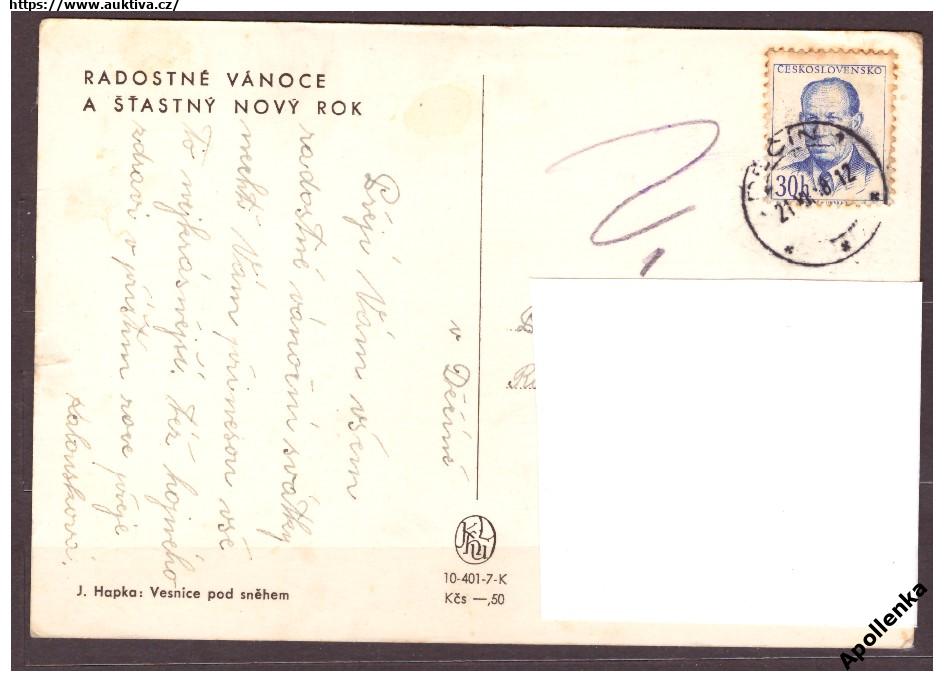 https://www.auktiva.cz/
RADOSTNÉ VÁNOCE
A ŠŤASTNÝ NOVÝ ROK
v Děčíně
Přeji Vám všem
radostné vánoční svátky
nechť Vám přinesou vše
to nejkrásnější. též hojného
zdraví v příštím roce přeje
J. Hapka: Vesnice pod sněhem
10-401-7-K
Kčs —,50
ČESKOSLOVENSKO
30h
DĚČÍN 1
Apollenka